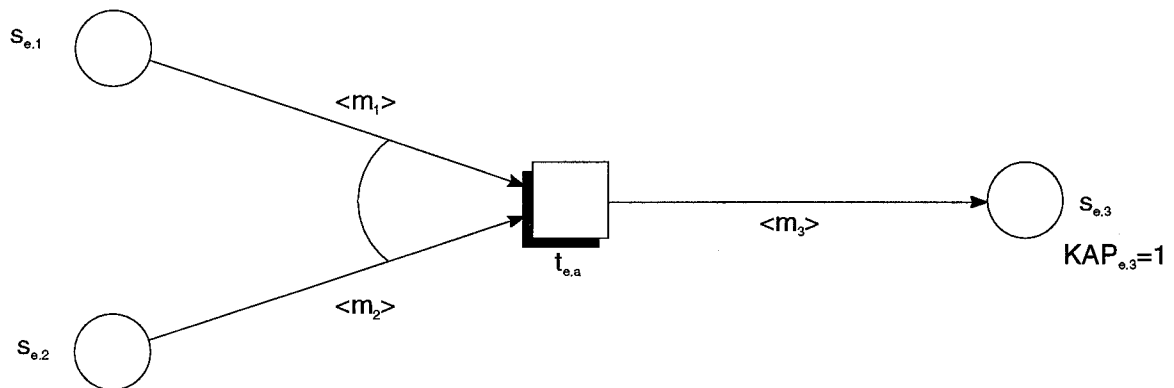 s_e.1
<m_1>
s_e.2
<m_2>
t_e.a
<m_3>
s_e.3
KAP_e.3=1